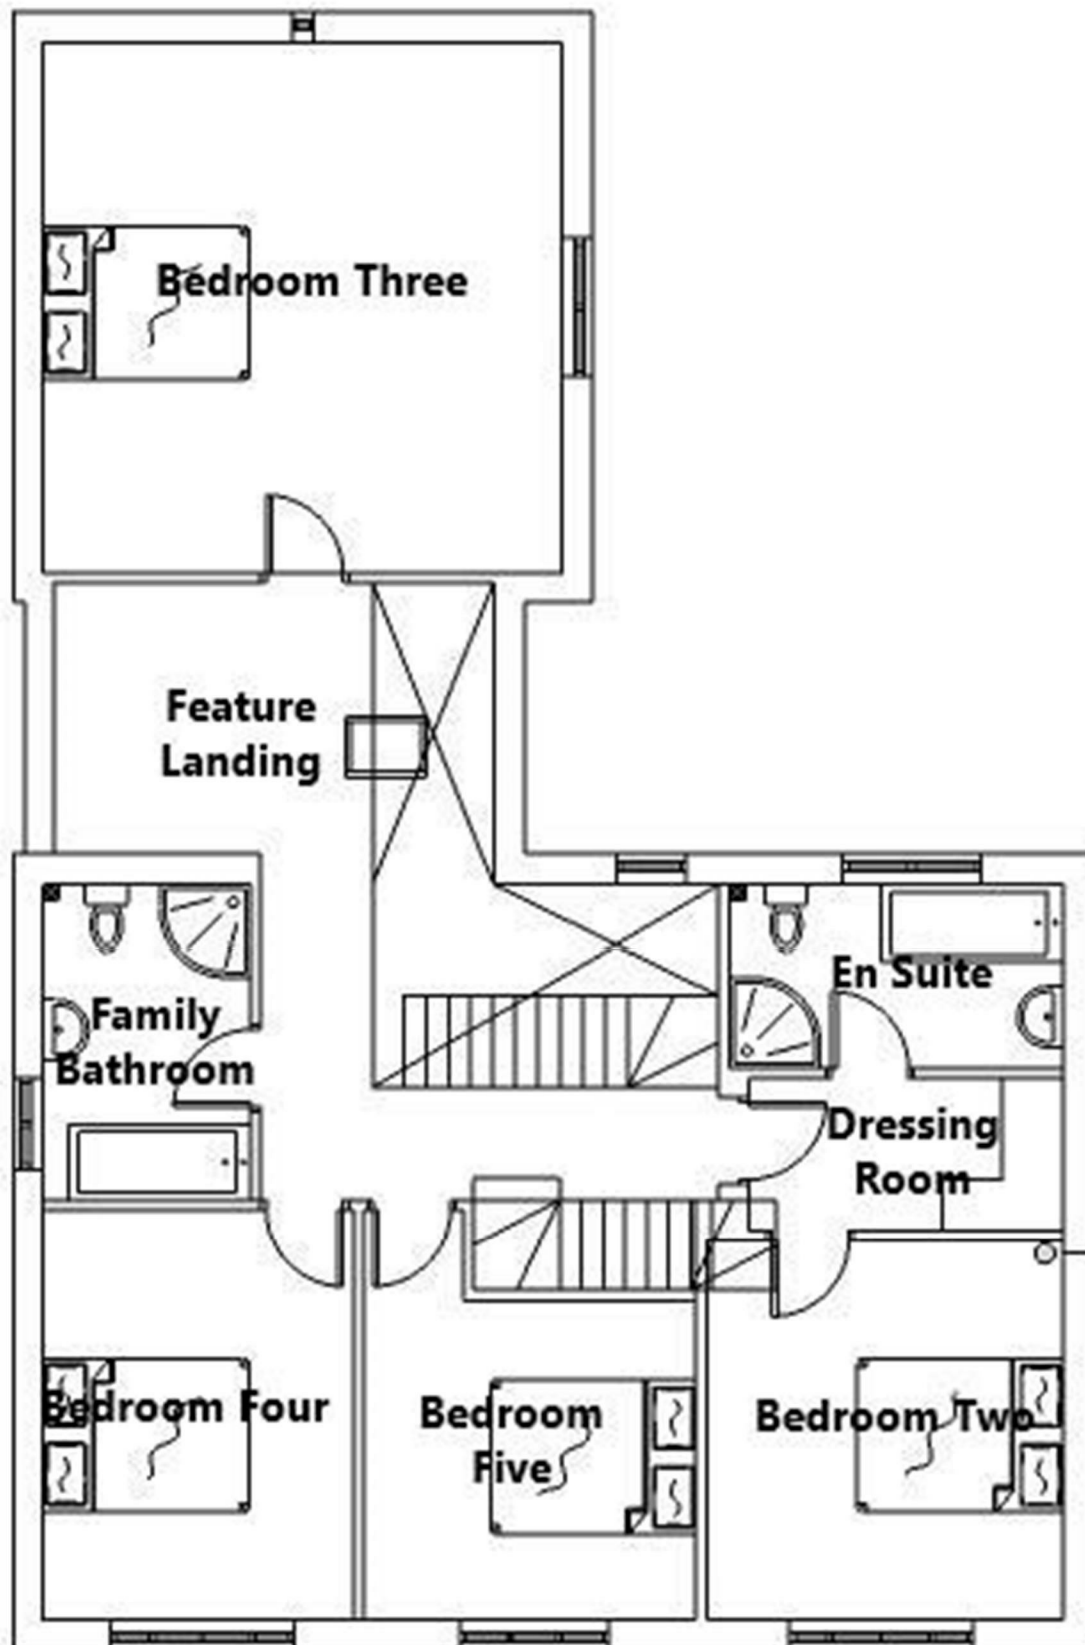 Bedroom Three
Feature
Landing
Family
Bathroom
En Suite
Dressing
Room
Bedroom Four
Bedroom
Five
Bedroom Two